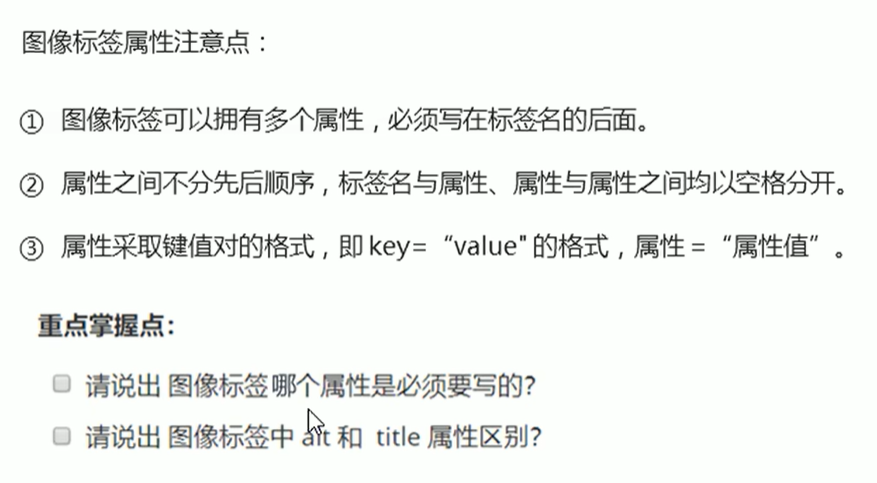 图像标签属性注意点：
① 图像标签可以拥有多个属性，必须写在标签名的后面。
② 属性之间不分先后顺序，标签名与属性、属性与属性之间均以空格分开。
③ 属性采取键值对的格式，即 key=“value" 的格式，属性 =“属性值”。
重点掌握点：
请说出 图像标签 哪个属性是必须要写的?
请说出 图像标签中 alt 和 title 属性区别?